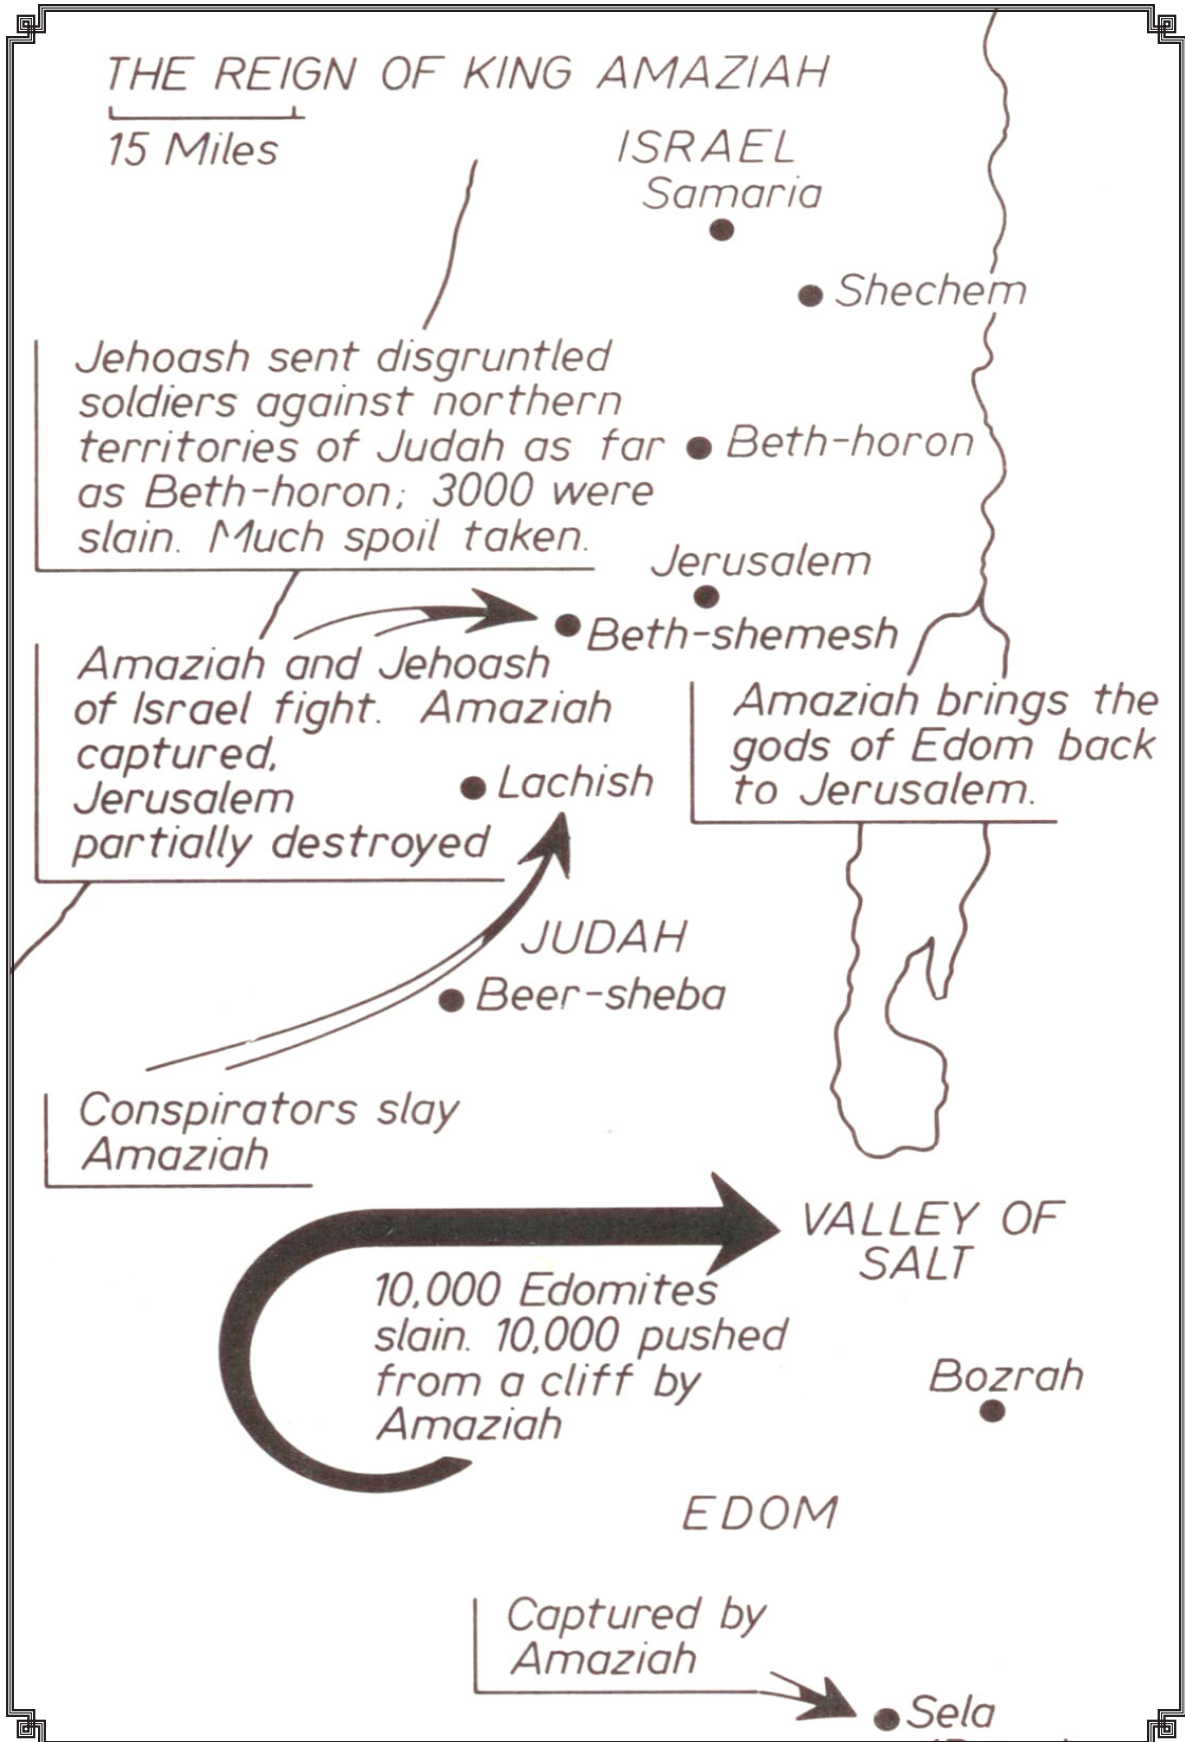 THE REIGN OF KING AMAZIAH
15 Miles
ISRAEL
Samaria
Shechem
Jehoash sent disgruntled
soldiers against northern
territories of Judah as far
as Beth-horon; 3000 were
slain. Much spoil taken.
Beth-horon
Jerusalem
Beth-shemesh
Amaziah and Jehoash
of Israel fight. Amaziah
captured,
Jerusalem
partially destroyed
Amaziah brings the
gods of Edom back
to Jerusalem.
Lachish
JUDAH
Beer-sheba
Conspirators slay
Amaziah
VALLEY OF
SALT
10,000 Edomites
slain. 10,000 pushed
from a cliff by
Amaziah
Bozrah
EDOM
Captured by
Amaziah
Sela